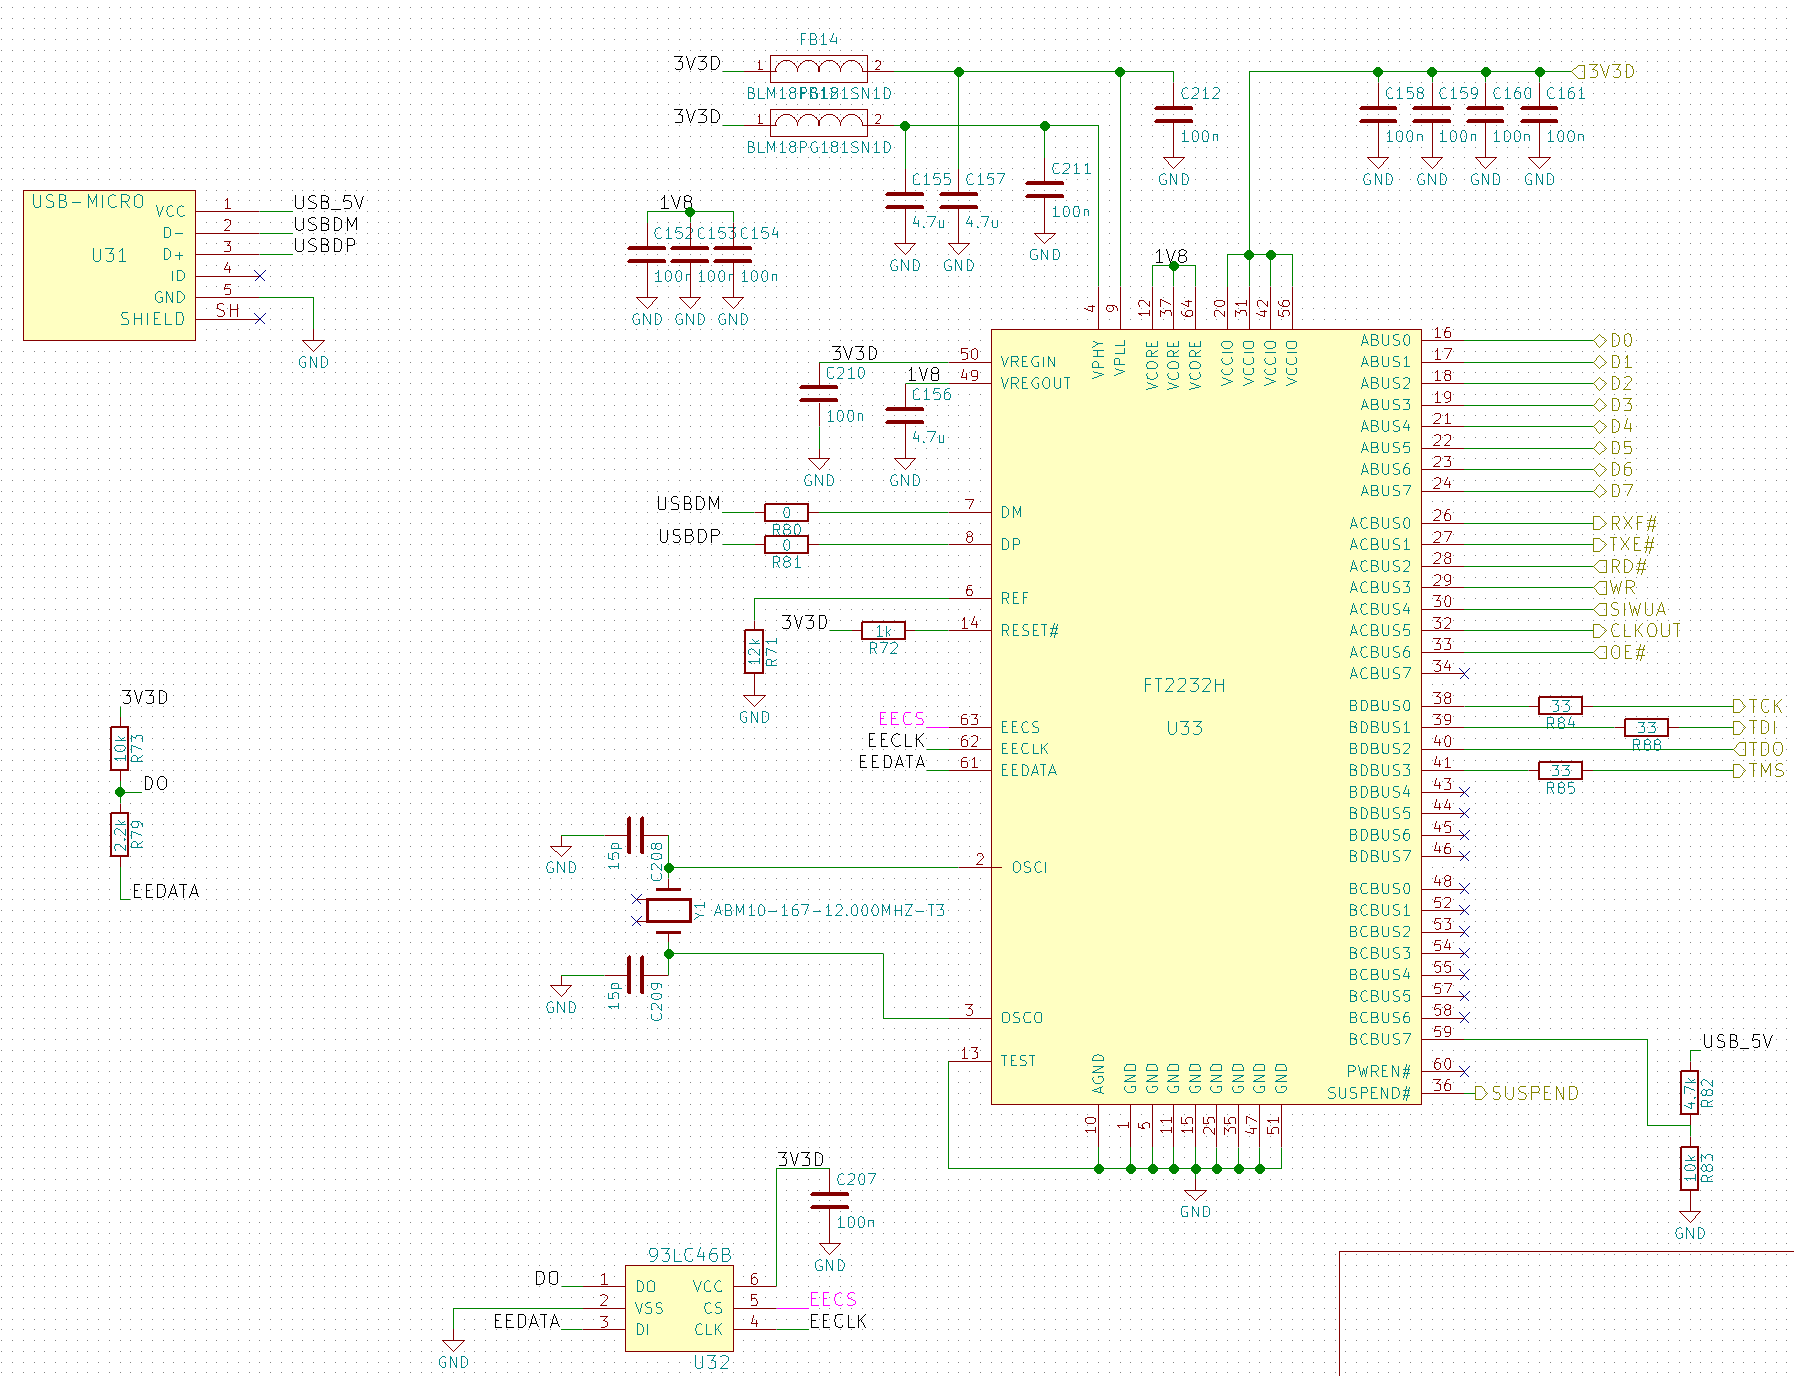 FB14
3V3D 1 2
BLM18PG181SN1D
3V3D 1 2
BLM18PG181SN1D
C212
100n
GND
3V3D
C158 C159 C160 C161
100n 100n 100n 100n
GND GND GND GND
C155 C157 C211
4.7u 4.7u 100n
GND GND GND
USB-MICRO
U31
VCC 1 USB_5V
D- 2 USBDM
D+ 3 USBDP
ID 4
GND 5
SHIELD SH
GND
1V8
C152 C153 C154
100n 100n 100n
GND GND GND
1V8
4 9 12 37 64 20 31 42 56
VPHY VPLL VCORE VCORE VCORE VCCIO VCCIO VCCIO VCCIO
3V3D 50 VREGIN
C210
100n
GND
1V8 49 VREGOUT
C156
4.7u
GND
USBDM 0 7 DM
R80
USBDP 0 8 DP
R81
6 REF
12k R71
GND
3V3D 1k 14 RESET#
R72
FT2232H
U33
EECS 63 EECS
EECLK 62 EECLK
EEDATA 61 EEDATA
3V3D
10k R73
DO
2.2k R79
EEDATA
GND 15p C208
2 OSCI
Y1 ABM10-167-12.000MHZ-T3
GND 15p C209
3 OSCO
13 TEST
ABUS0 16 D0
ABUS1 17 D1
ABUS2 18 D2
ABUS3 19 D3
ABUS4 21 D4
ABUS5 22 D5
ABUS6 23 D6
ABUS7 24 D7
ACBUS0 26 RXF#
ACBUS1 27 TXE#
ACBUS2 28 RD#
ACBUS3 29 WR
ACBUS4 30 SIWUA
ACBUS5 32 CLKOUT
ACBUS6 33 OE#
ACBUS7 34
BDBUS0 38 33 TCK
R84
BDBUS1 39 33 TDI
R88
BDBUS2 40 TDO
BDBUS3 41 33 TMS
R85
BDBUS4 43
BDBUS5 44
BDBUS6 45
BDBUS7 46
BCBUS0 48
BCBUS1 52
BCBUS2 53
BCBUS3 54
BCBUS4 55
BCBUS5 57
BCBUS6 58
BCBUS7 59
PWREN# 60
SUSPEND# 36 SUSPEND
USB_5V
4.7k R82
10k R83
GND
AGND GND GND GND GND GND GND GND GND
10 1 5 11 15 25 35 47 51
GND
3V3D
C207
100n
GND
93LC46B
DO 1 DO VCC 6
2 VSS CS 5 EECS
EEDATA 3 DI CLK 4 EECLK
GND
U32